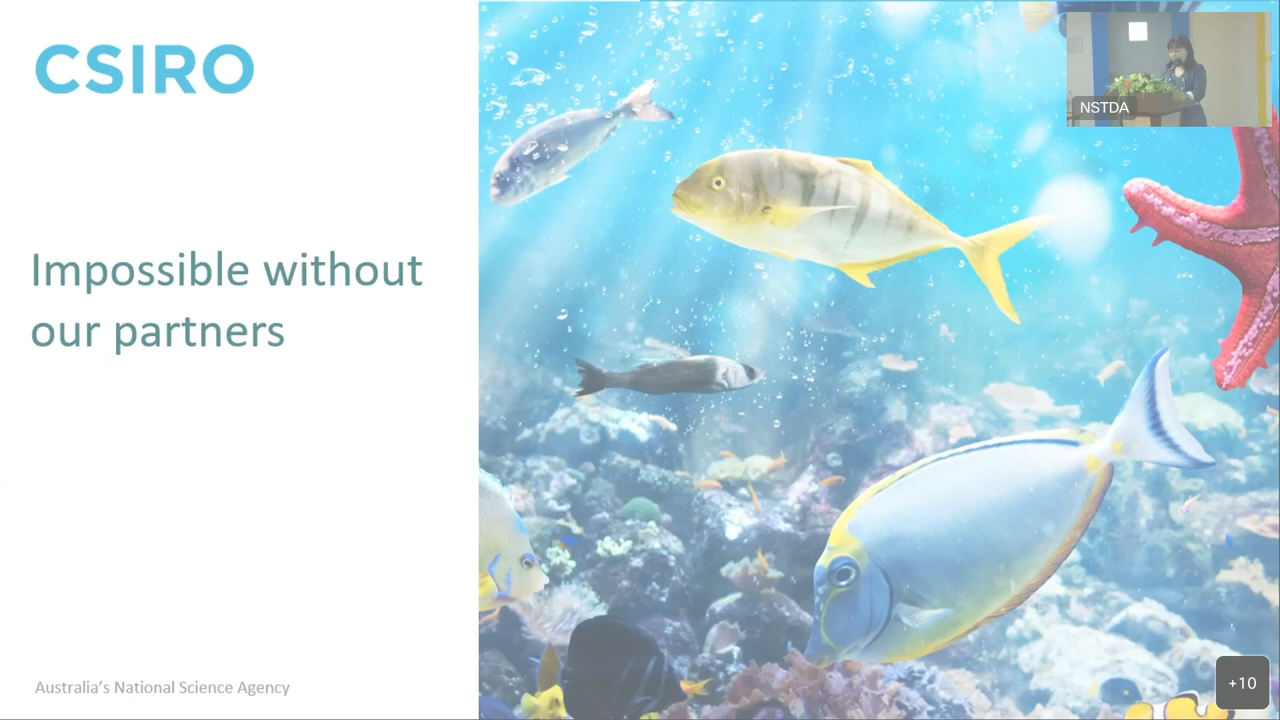 CSIRO
NSTDA
Impossible without
our partners
Australia’s National Science Agency
+10